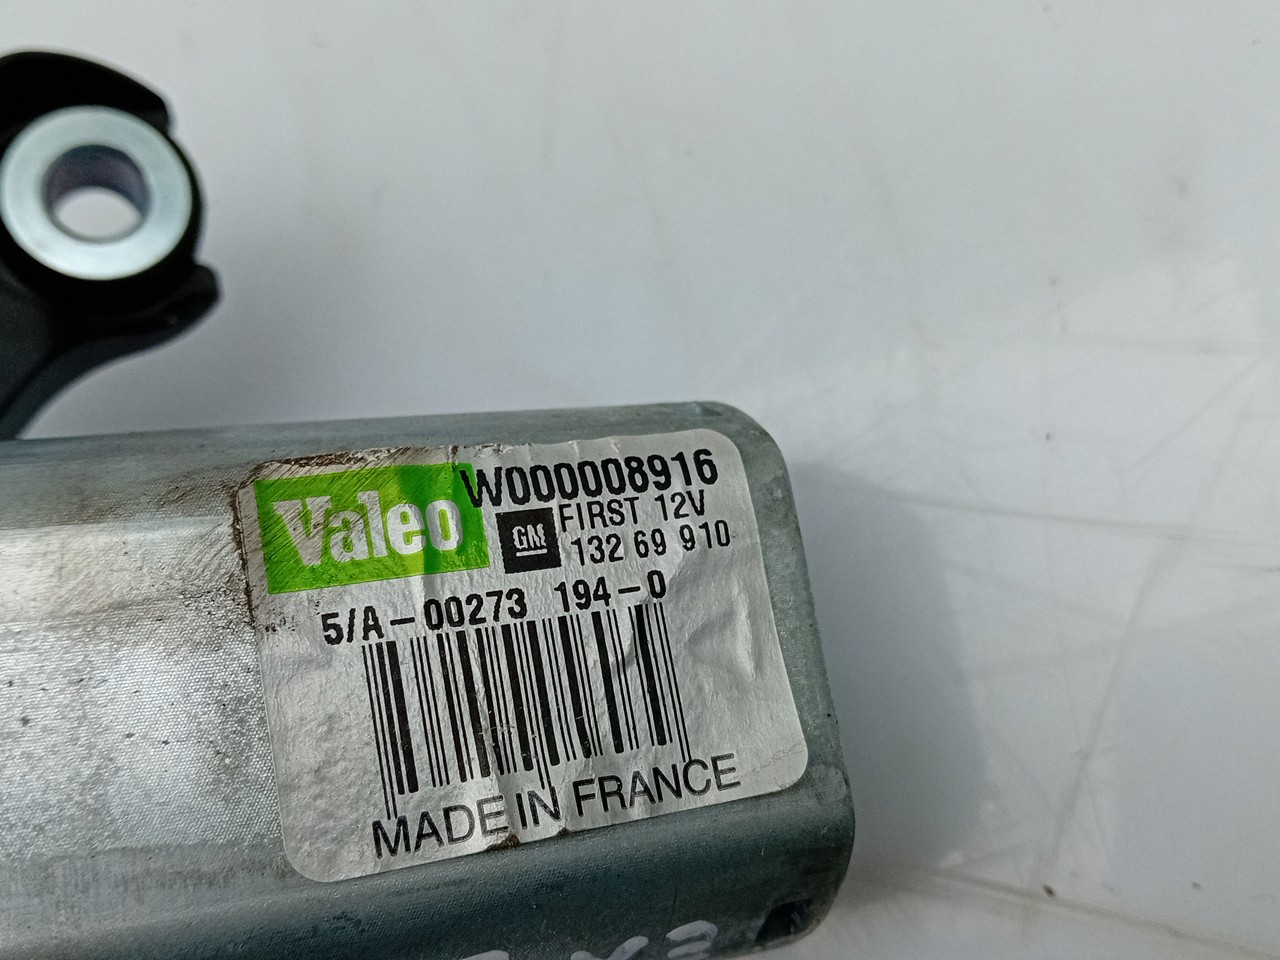 Valeo
W000008916
GM
FIRST 12V
132 69 910
5/A-00273 194-0
MADE IN FRANCE